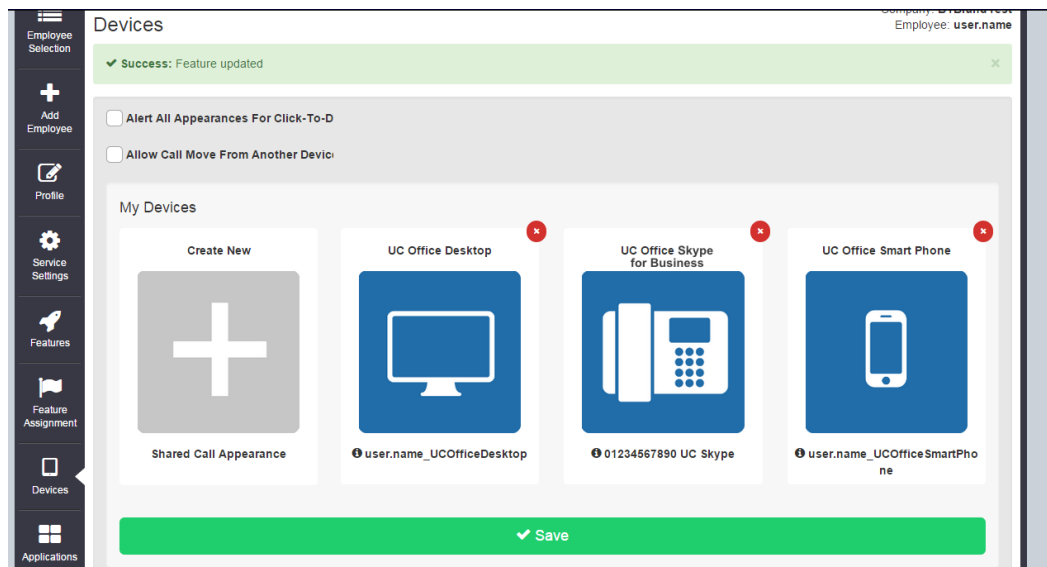 Employee
Selection
Add
Employee
Profile
Service
Settings
Features
Feature
Assignment
Devices
Applications
Devices
Employee: user.name
Success: Feature updated
×
Alert All Appearances For Click-To-D
Allow Call Move From Another Devic
My Devices
Create New
Shared Call Appearance
UC Office Desktop
user.name_UCOfficeDesktop
UC Office Skype
for Business
01234567890 UC Skype
UC Office Smart Phone
user.name_UCOfficeSmartPho
ne
Save